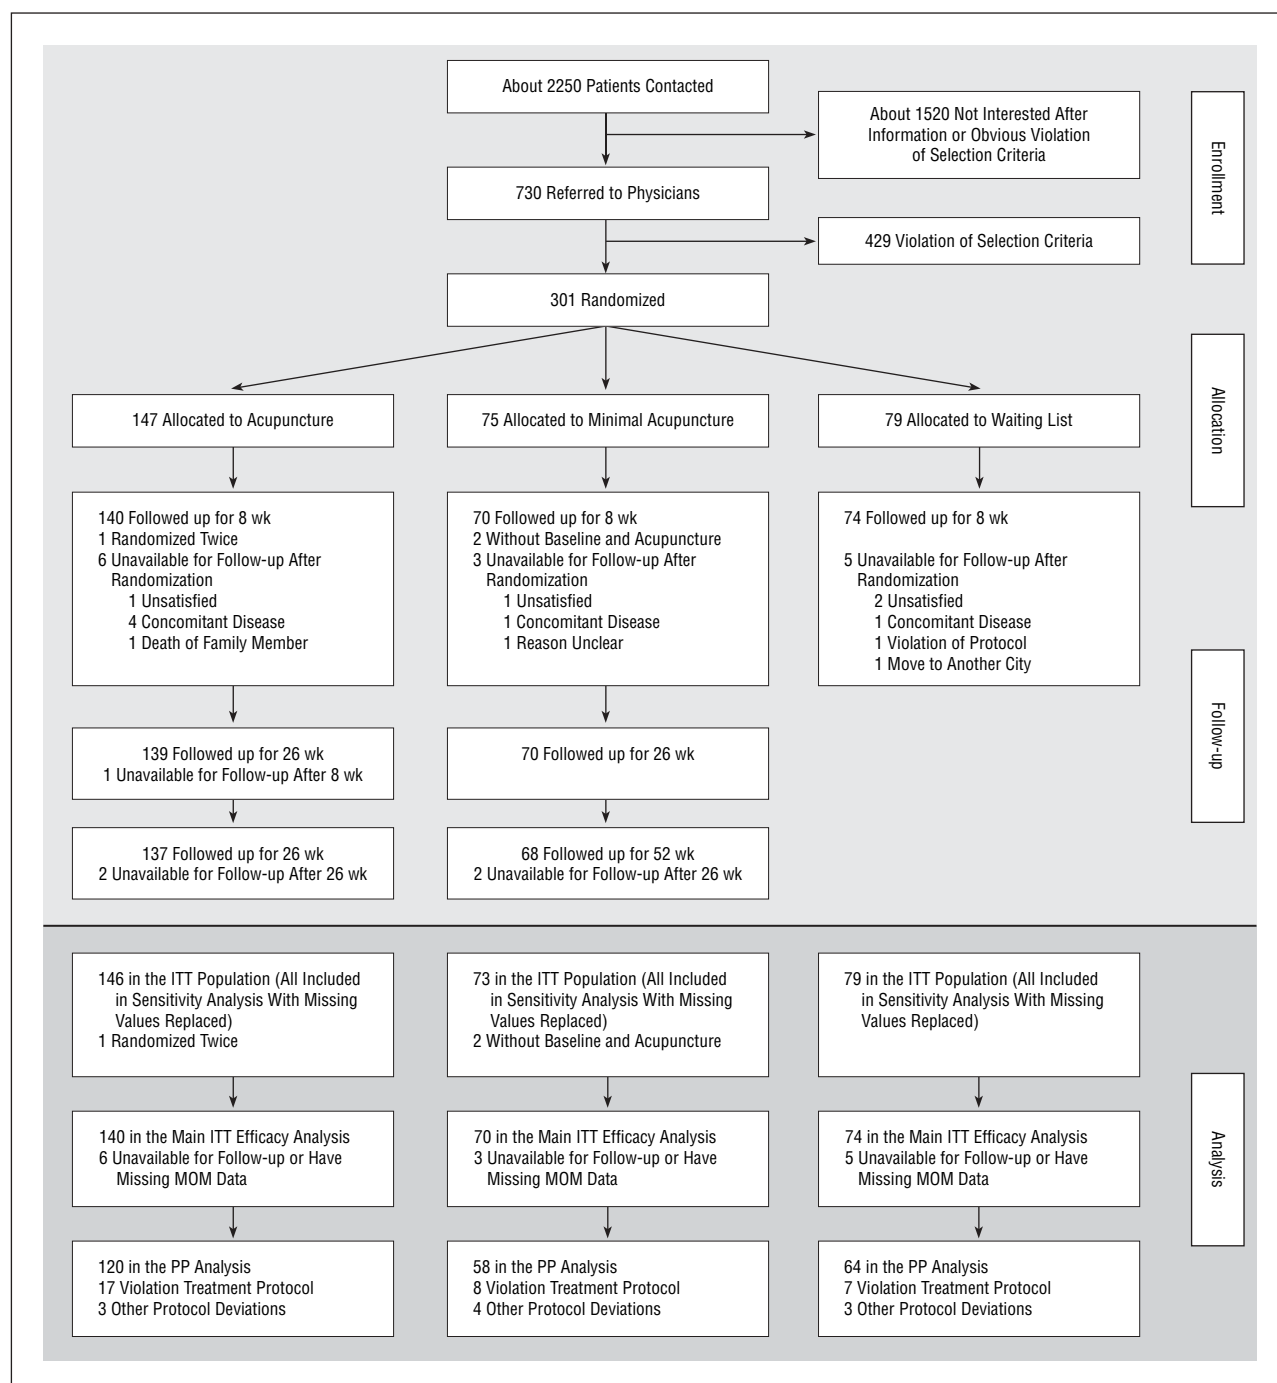 About 2250 Patients Contacted
About 1520 Not Interested After
Information or Obvious Violation
of Selection Criteria
Enrollment
730 Referred to Physicians
429 Violation of Selection Criteria
301 Randomized
Allocation
147 Allocated to Acupuncture
75 Allocated to Minimal Acupuncture
79 Allocated to Waiting List
140 Followed up for 8 wk
1 Randomized Twice
6 Unavailable for Follow-up After
Randomization
1 Unsatisfied
4 Concomitant Disease
1 Death of Family Member
70 Followed up for 8 wk
2 Without Baseline and Acupuncture
3 Unavailable for Follow-up After
Randomization
1 Unsatisfied
1 Concomitant Disease
1 Reason Unclear
74 Followed up for 8 wk
5 Unavailable for Follow-up After
Randomization
2 Unsatisfied
1 Concomitant Disease
1 Violation of Protocol
1 Move to Another City
Follow-up
139 Followed up for 26 wk
1 Unavailable for Follow-up After 8 wk
70 Followed up for 26 wk
137 Followed up for 26 wk
2 Unavailable for Follow-up After 26 wk
68 Followed up for 52 wk
2 Unavailable for Follow-up After 26 wk
146 in the ITT Population (All Included
in Sensitivity Analysis With Missing
Values Replaced)
1 Randomized Twice
73 in the ITT Population (All Included
in Sensitivity Analysis With Missing
Values Replaced)
2 Without Baseline and Acupuncture
79 in the ITT Population (All Included
in Sensitivity Analysis With Missing
Values Replaced)
Analysis
140 in the Main ITT Efficacy Analysis
6 Unavailable for Follow-up or Have
Missing MOM Data
70 in the Main ITT Efficacy Analysis
3 Unavailable for Follow-up or Have
Missing MOM Data
74 in the Main ITT Efficacy Analysis
5 Unavailable for Follow-up or Have
Missing MOM Data
120 in the PP Analysis
17 Violation Treatment Protocol
3 Other Protocol Deviations
58 in the PP Analysis
8 Violation Treatment Protocol
4 Other Protocol Deviations
64 in the PP Analysis
7 Violation Treatment Protocol
3 Other Protocol Deviations